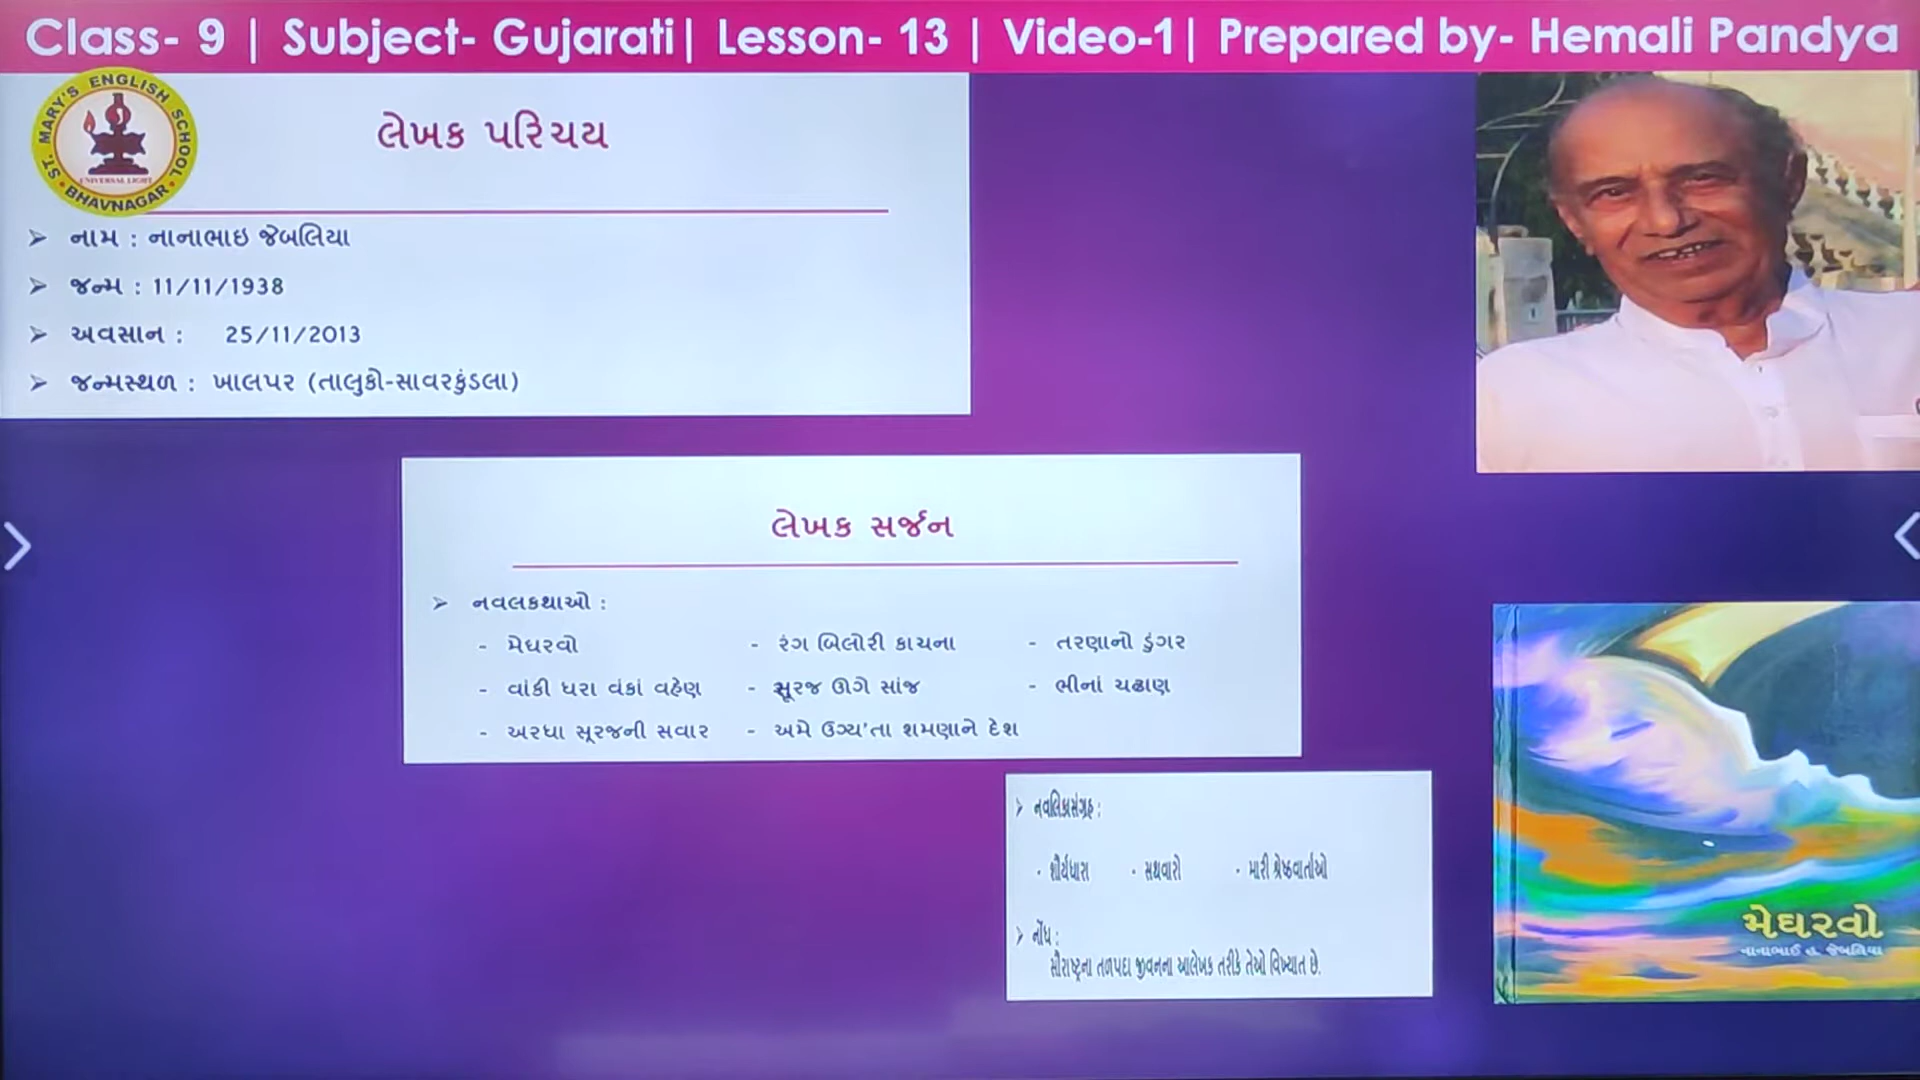 Class- 9 | Subject- Gujarati| Lesson- 13 | Video-1| Prepared by- Hemali Pandya
ST. MARY'S ENGLISH SCHOOL
UNIVERSAL LIGHT
BHAVNAGAR
લેખક પરિચય
➢ નામ : નાનાભાઇ જેબલિયા
➢ જન્મ : 11/11/1938
➢ અવસાન : 25/11/2013
➢ જન્મસ્થળ : ખાલપર (તાલુકો-સાવરકુંડલા)
લેખક સર્જન
➢ નવલકથાઓ :
- મેઘરવો - રંગ બિલોરી કાચના - તરણાનો ડુંગર
- વાંકી ધરા વંકાં વહેણ - સૂરજ ઊગે સાંજ - ભીનાં ચઢાણ
- અરધા સૂરજની સવાર - અમે ઉગ્ય'તા શમણાને દેશ
➢ નવલિકાસંગ્રહ :
• શૌર્યધારા • સથવારો • મારી શ્રેષ્ઠવાર્તાઓ
➢ નોંધ :
સૌરાષ્ટ્રના તળપદા જીવનના આલેખક તરીકે તેઓ વિખ્યાત છે.
મેઘરવો
નાનાભાઈ હ. જેબલિયા